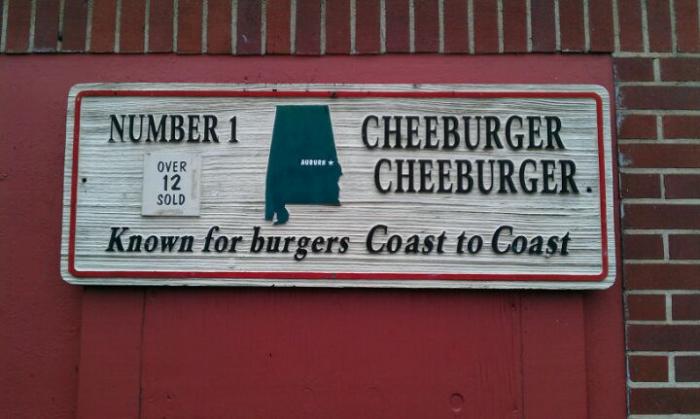 NUMBER 1
OVER
12
SOLD
AUBURN
CHEEBURGER
CHEEBURGER.
Known for burgers Coast to Coast